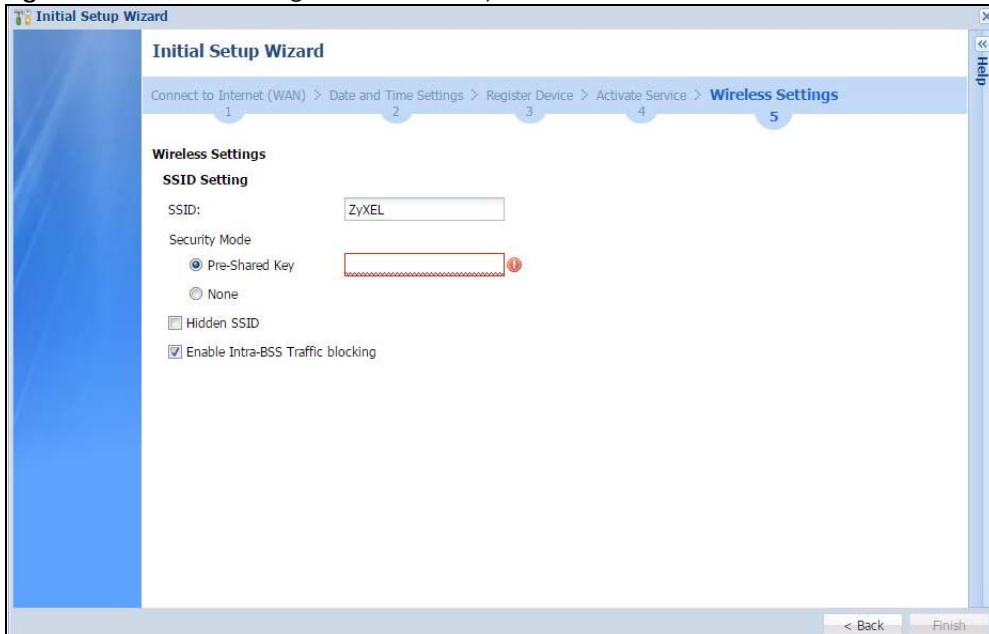 Initial Setup Wizard
Initial Setup Wizard
Help
Connect to Internet (WAN) > Date and Time Settings > Register Device > Activate Service > Wireless Settings
1 2 3 4 5
Wireless Settings
SSID Setting
SSID: ZyXEL
Security Mode
Pre-Shared Key
None
Hidden SSID
Enable Intra-BSS Traffic blocking
< Back Finish